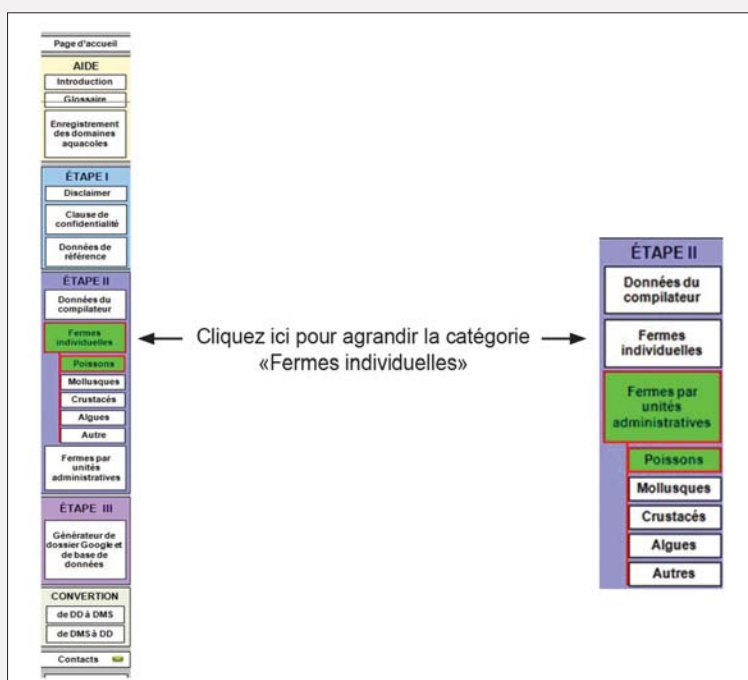 Page d'accueil
AIDE
Introduction
Glossaire
Enregistrement
des domaines
aquacoles
ÉTAPE I
Disclaimer
Clause de
confidentialité
Données de
référence
ÉTAPE II
Données du
compilateur
Fermes
individuelles
Poissons
Mollusques
Crustacés
Algues
Autre
Fermes par
unités
administratives
ÉTAPE III
Générateur de
dossier Google et
de base de
données
CONVERTION
de DD à DMS
de DMS à DD
Contacts
Cliquez ici pour agrandir la catégorie
«Fermes individuelles»
ÉTAPE II
Données du
compilateur
Fermes
individuelles
Fermes par
unités
administratives
Poissons
Mollusques
Crustacés
Algues
Autres